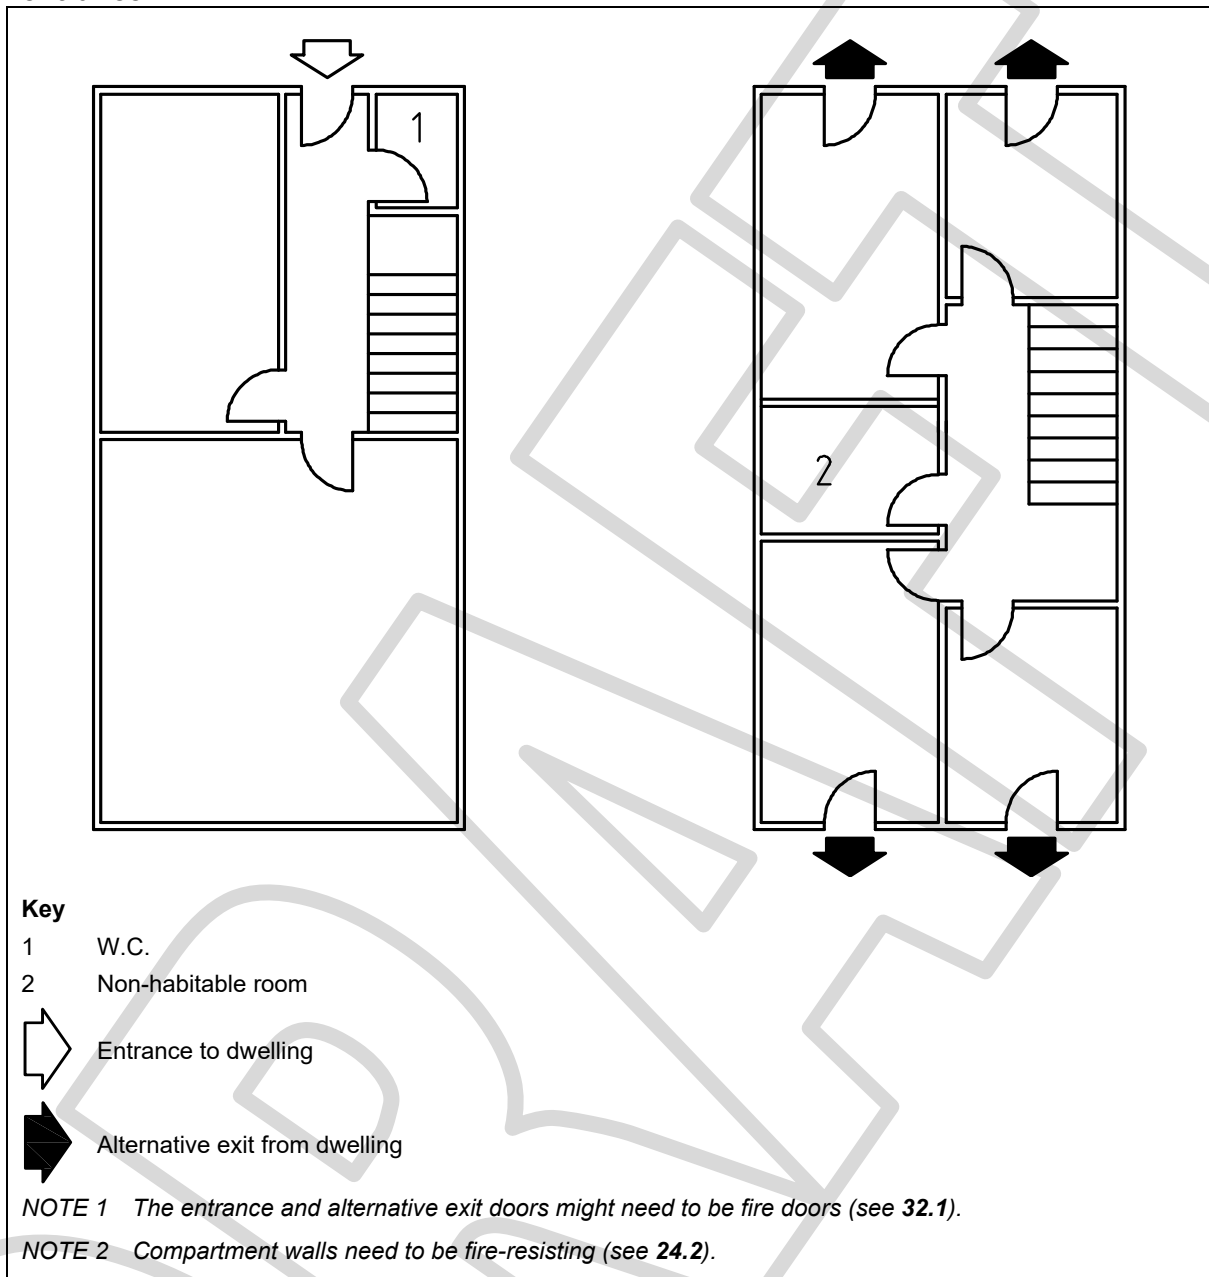 1
2
Key
1 W.C.
2 Non-habitable room
Entrance to dwelling
Alternative exit from dwelling
NOTE 1 The entrance and alternative exit doors might need to be fire doors (see 32.1).
NOTE 2 Compartment walls need to be fire-resisting (see 24.2).